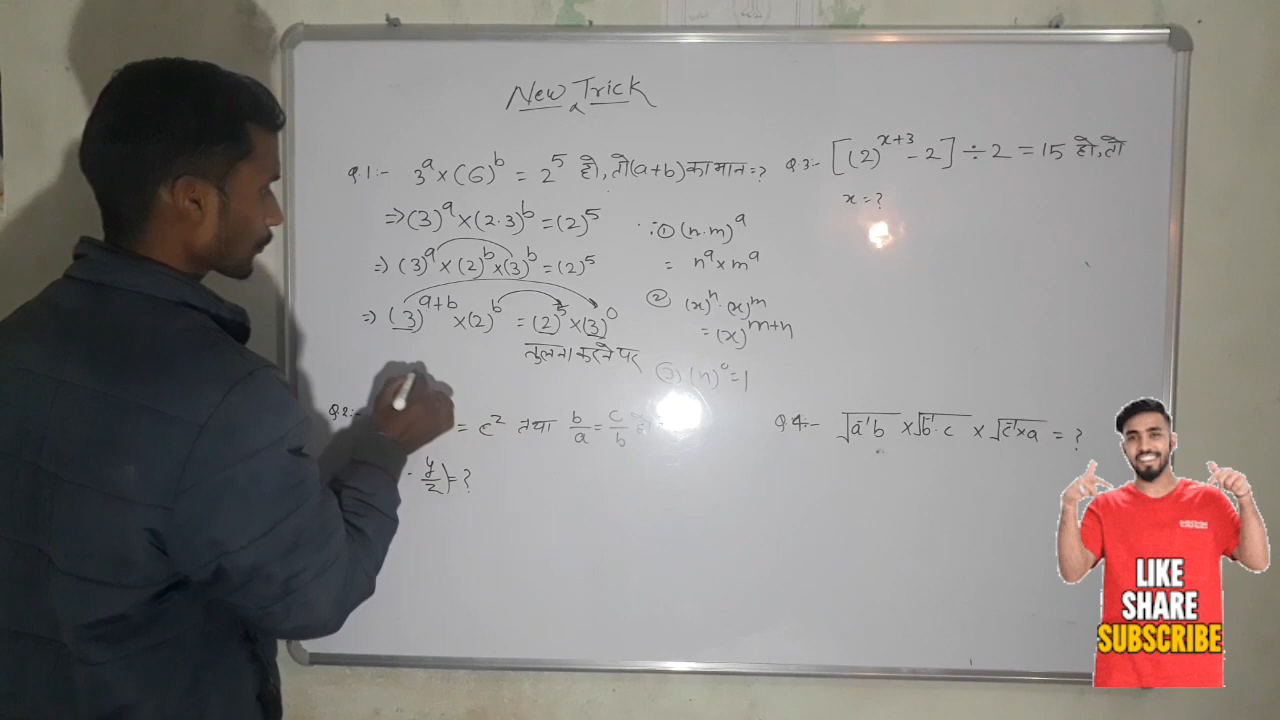 New Trick
Q.1:- 3^a × (6)^b = 2^5 हो, तो (a+b) का मान = ?
⇒ (3)^a × (2·3)^b = (2)^5
⇒ (3)^a × (2)^b × (3)^b = (2)^5
⇒ (3)^{a+b} × (2)^b = (2)^5 × (3)^0
तुलना करने पर
∵ ① (n·m)^a
= n^a × m^a
② (x)^n · (x)^m
= (x)^{m+n}
③ (n)^0 = 1
Q.2:- = c^2 तथा b/a = c/b
y/z) = ?
Q.3:- [(2)^{x+3} - 2] ÷ 2 = 15 हो, तो
x = ?
Q.4:- √(a^{-1}b) × √(b^{-1}·c) × √(c^{-1}×a) = ?
LIKE
SHARE
SUBSCRIBE